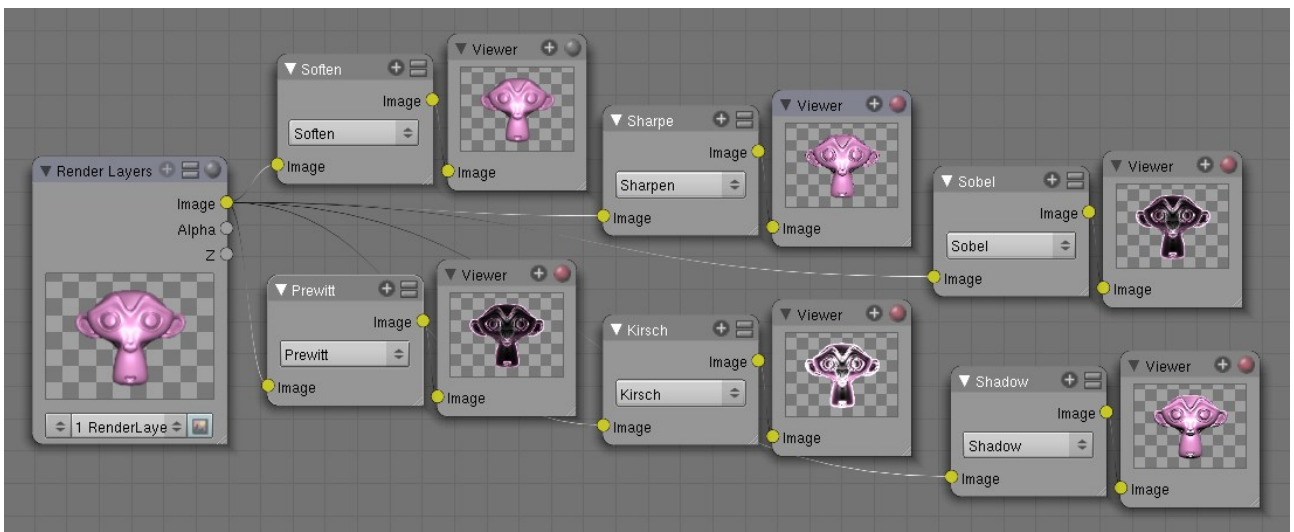 Render Layers
Image
Alpha
Z
1 RenderLaye
Soften
Image
Soften
Image
Viewer
Image
Prewitt
Image
Prewitt
Image
Viewer
Image
Sharpe
Image
Sharpen
Image
Viewer
Image
Kirsch
Image
Kirsch
Image
Viewer
Image
Sobel
Image
Sobel
Image
Viewer
Image
Shadow
Image
Shadow
Image
Viewer
Image